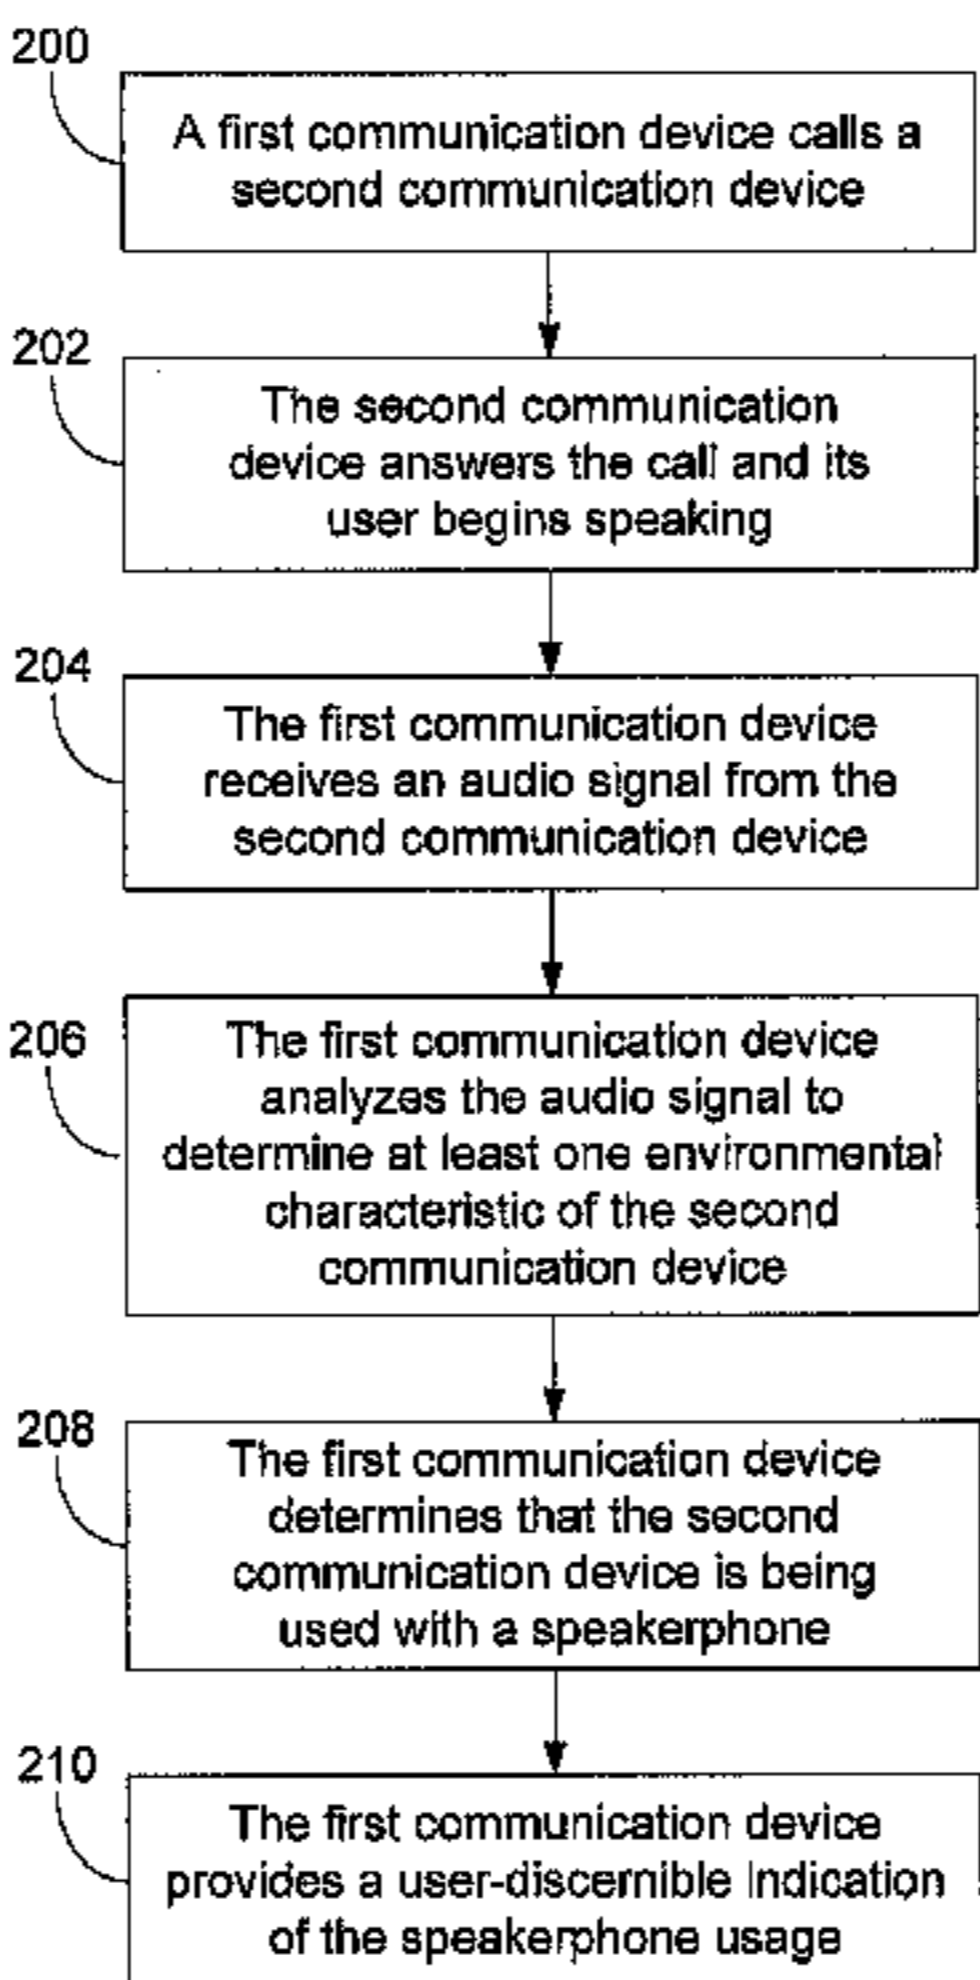 200
A first communication device calls a
second communication device
202
The second communication
device answers the call and its
user begins speaking
204
The first communication device
receives an audio signal from the
second communication device
206
The first communication device
analyzes the audio signal to
determine at least one environmental
characteristic of the second
communication device
208
The first communication device
determines that the second
communication device is being
used with a speakerphone
210
The first communication device
provides a user-discernible Indication
of the speakerphone usage